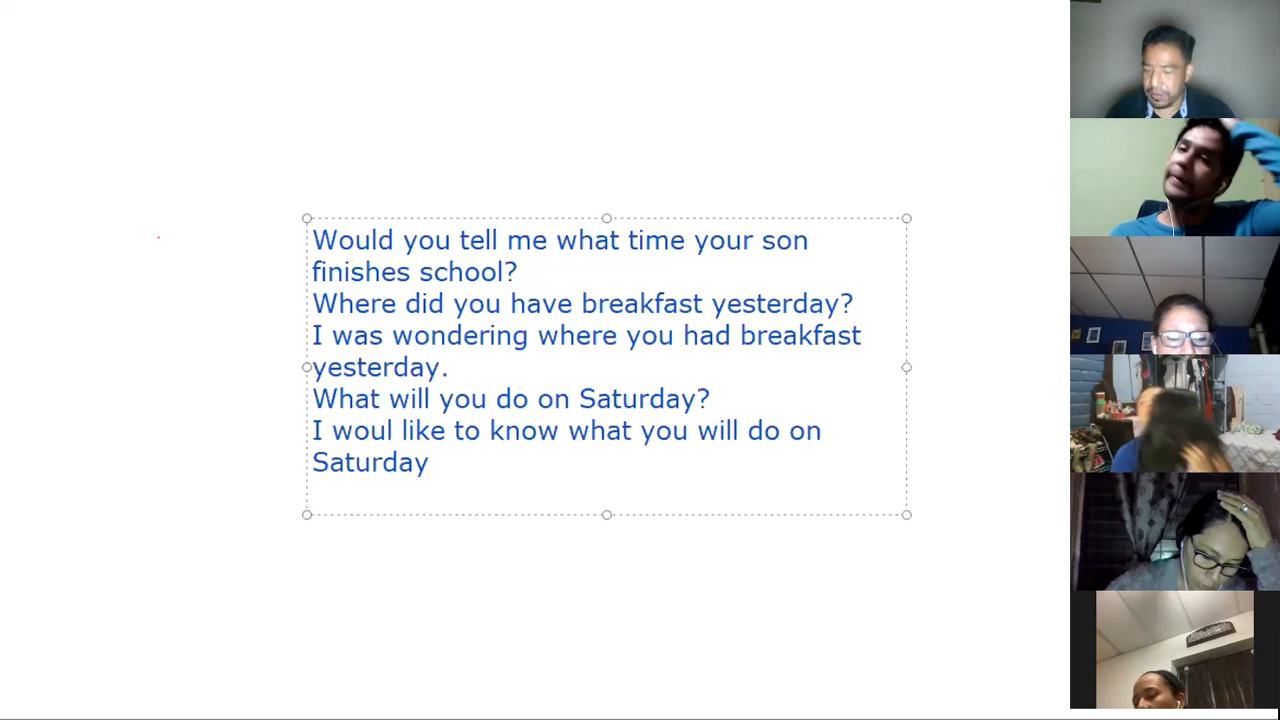 Would you tell me what time your son
finishes school?
Where did you have breakfast yesterday?
I was wondering where you had breakfast
yesterday.
What will you do on Saturday?
I woul like to know what you will do on
Saturday